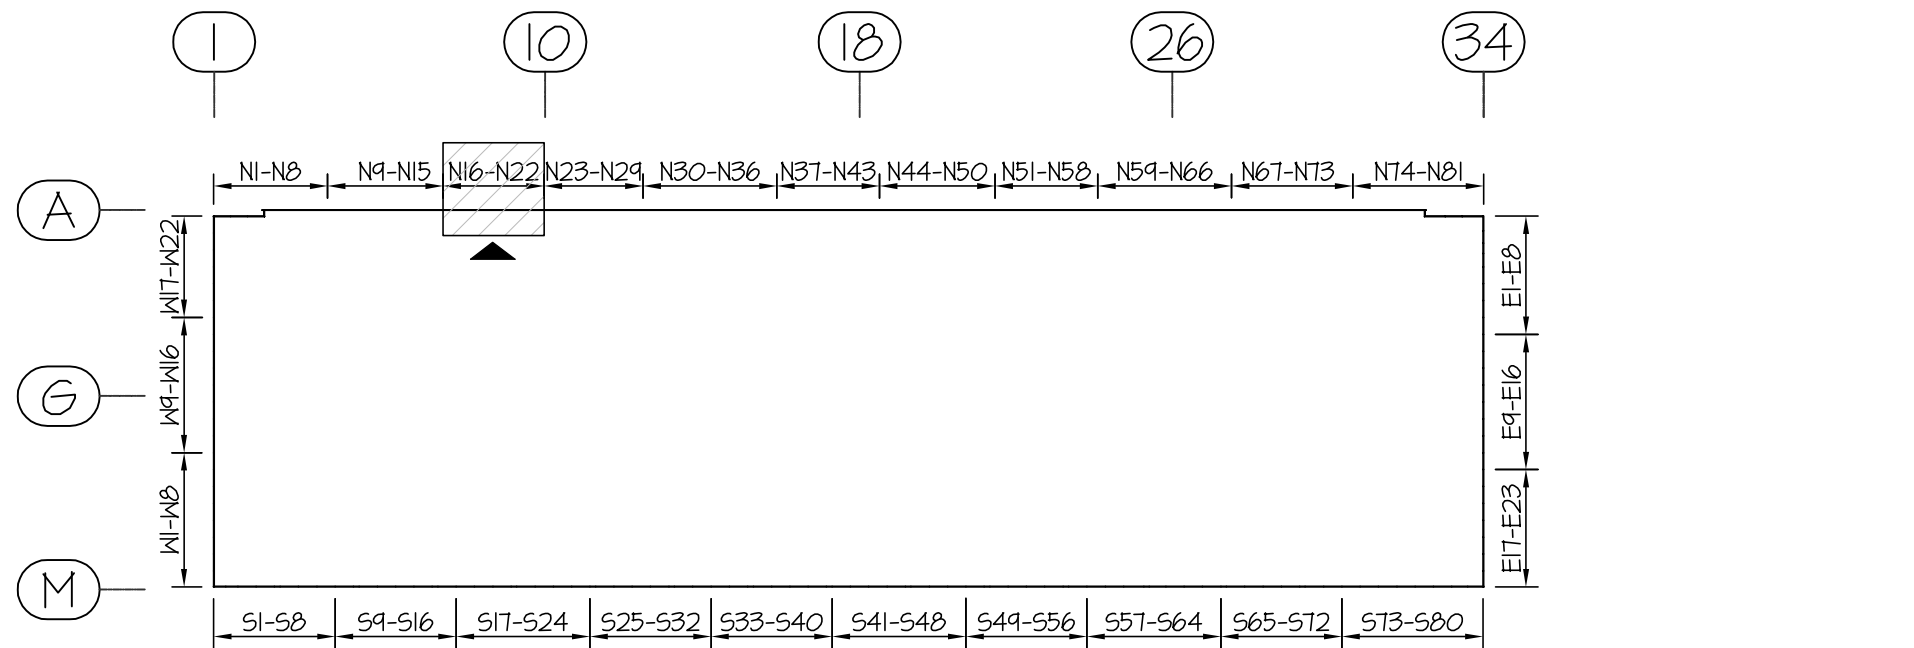 1
10
18
26
34
N1-N8
N9-N15
N16-N22
N23-N29
N30-N36
N37-N43
N44-N50
N51-N58
N59-N66
N67-N73
N74-N81
A
G
M
W17-W22
W9-W16
W1-W8
E1-E8
E9-E16
E17-E23
S1-S8
S9-S16
S17-S24
S25-S32
S33-S40
S41-S48
S49-S56
S57-S64
S65-S72
S73-S80